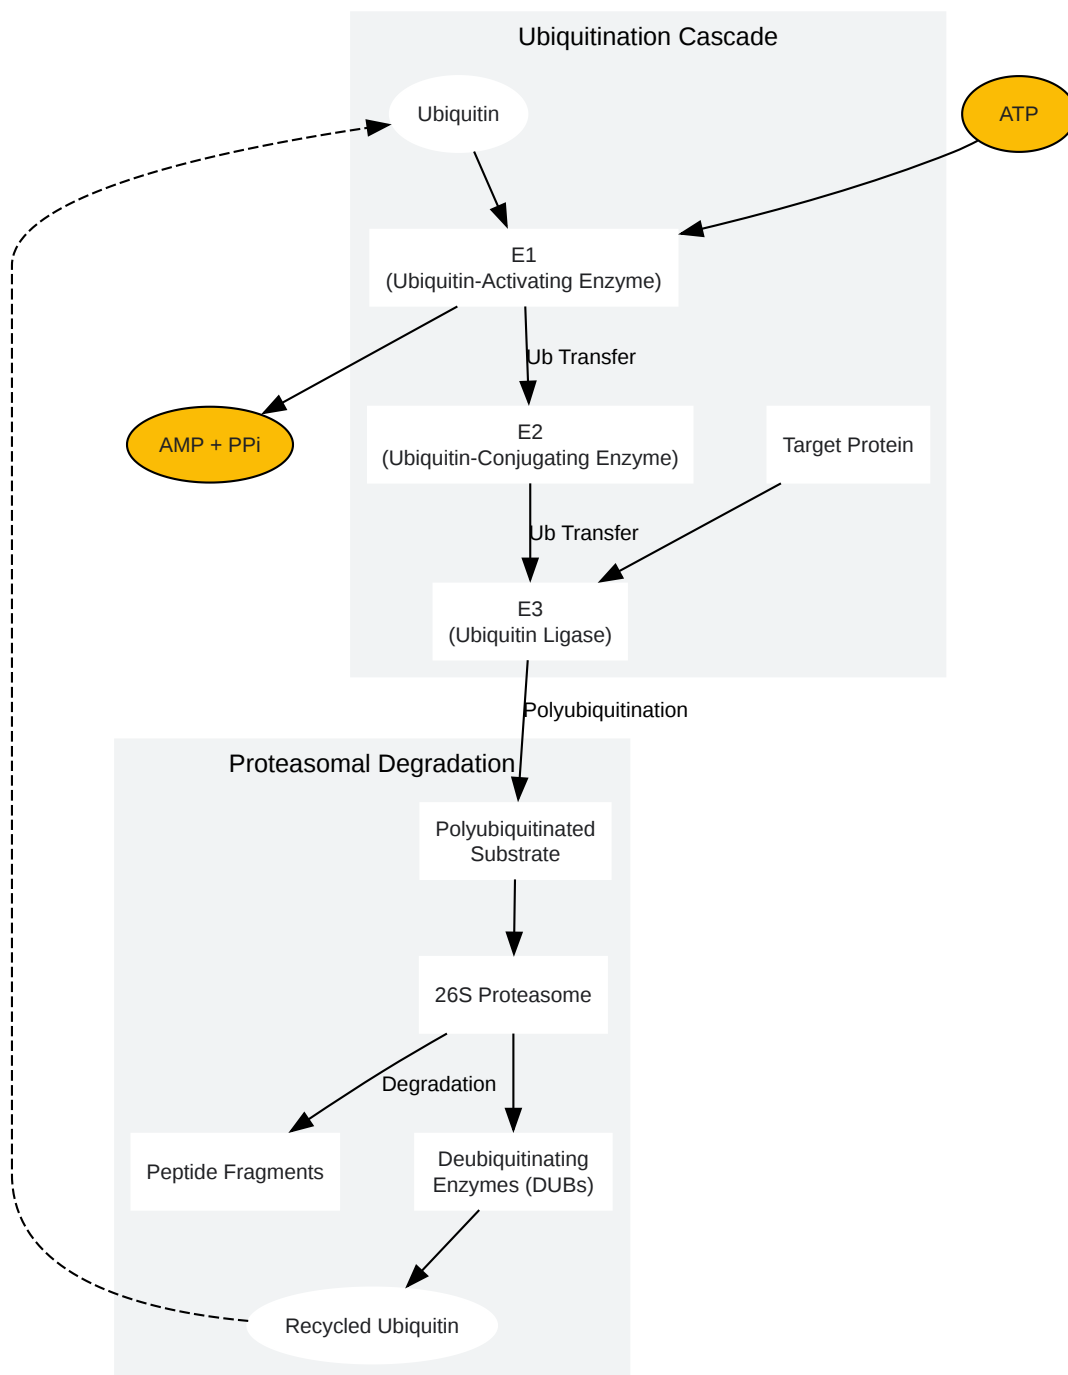 Ubiquitination Cascade
Ubiquitin
ATP
E1
(Ubiquitin-Activating Enzyme)
Ub Transfer
AMP + PPi
E2
(Ubiquitin-Conjugating Enzyme)
Target Protein
Ub Transfer
E3
(Ubiquitin Ligase)
Polyubiquitination
Proteasomal Degradation
Polyubiquitinated
Substrate
26S Proteasome
Degradation
Peptide Fragments
Deubiquitinating
Enzymes (DUBs)
Recycled Ubiquitin